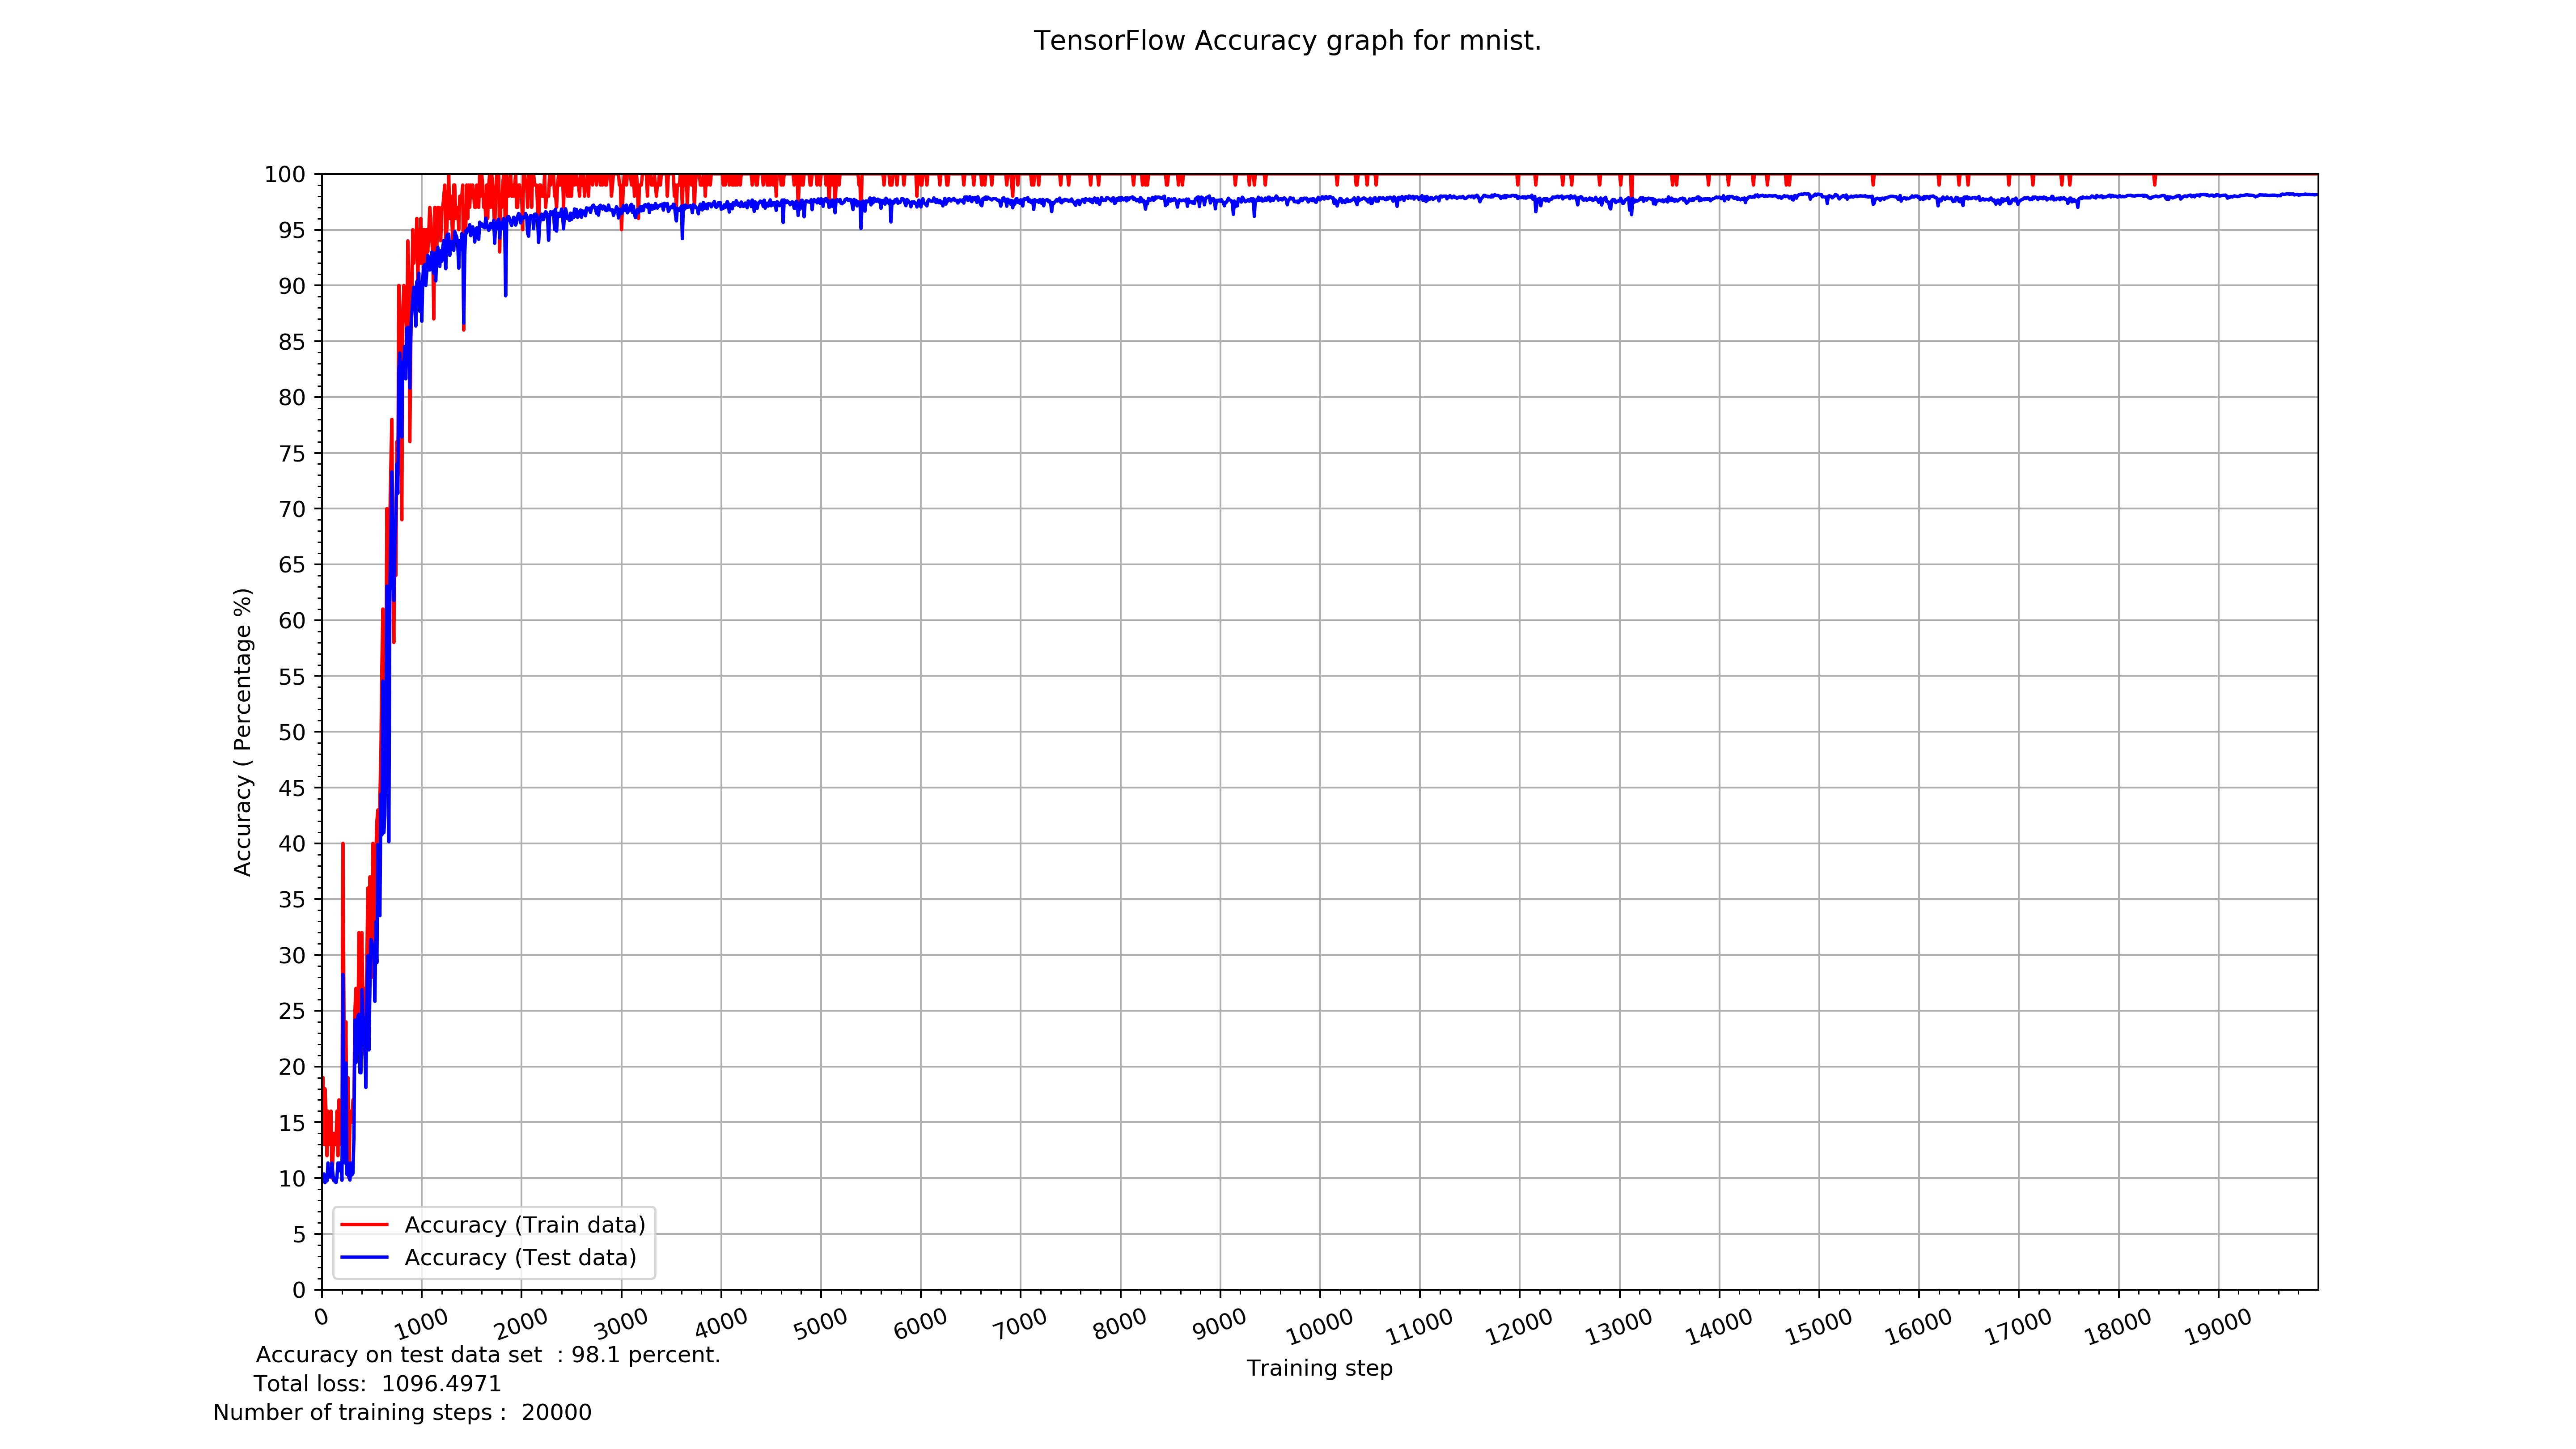 TensorFlow Accuracy graph for mnist.
Accuracy ( Percentage %)
100
95
90
85
80
75
70
65
60
55
50
45
40
35
30
25
20
15
10
5
0
Accuracy (Train data)
Accuracy (Test data)
0 1000 2000 3000 4000 5000 6000 7000 8000 9000 10000 11000 12000 13000 14000 15000 16000 17000 18000 19000
Training step
Accuracy on test data set : 98.1 percent.
Total loss: 1096.4971
Number of training steps : 20000